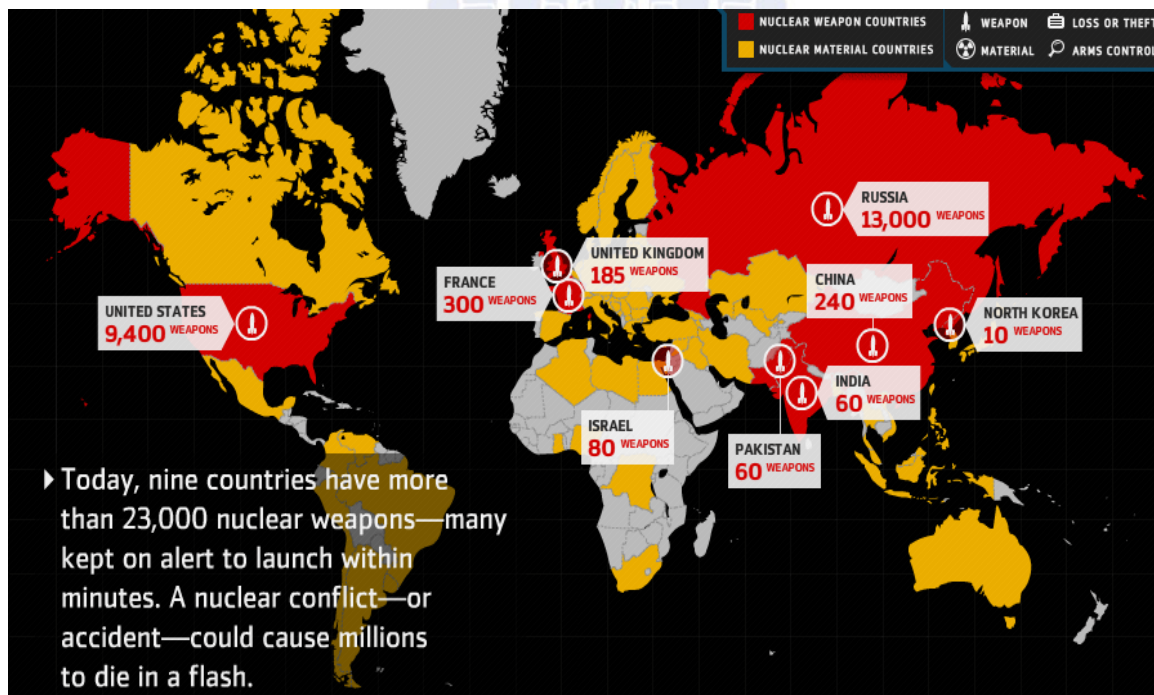 NUCLEAR WEAPON COUNTRIES
NUCLEAR MATERIAL COUNTRIES
WEAPON
LOSS OR THEFT
MATERIAL
ARMS CONTROL
RUSSIA
13,000 WEAPONS
UNITED KINGDOM
185 WEAPONS
FRANCE
300 WEAPONS
CHINA
240 WEAPONS
UNITED STATES
9,400 WEAPONS
NORTH KOREA
10 WEAPONS
INDIA
60 WEAPONS
ISRAEL
80 WEAPONS
PAKISTAN
60 WEAPONS
Today, nine countries have more
than 23,000 nuclear weapons—many
kept on alert to launch within
minutes. A nuclear conflict—or
accident—could cause millions
to die in a flash.